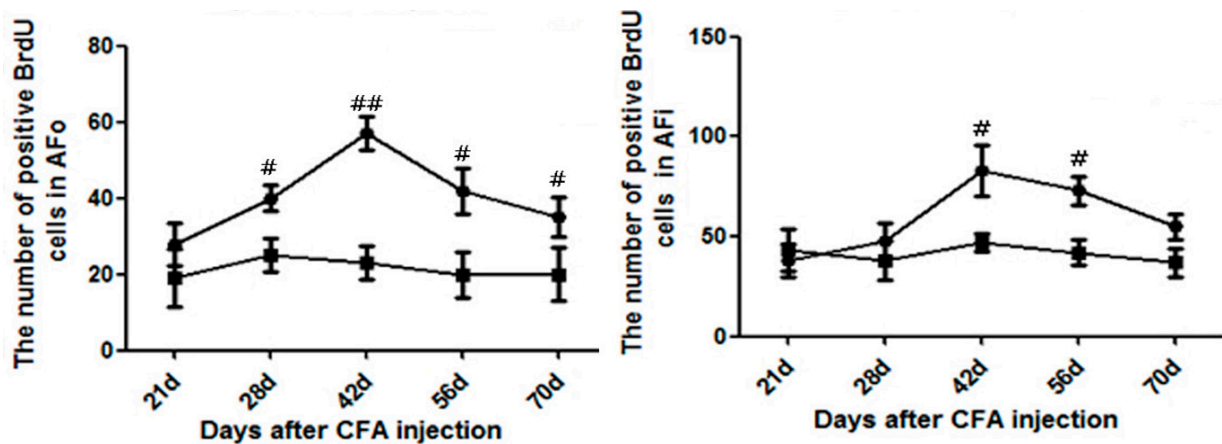 The number of positive BrdU
cells in AFo
80
60
40
20
0
#
##
#
#
21d
28d
42d
56d
70d
Days after CFA injection
The number of positive BrdU
cells in AFi
150
100
50
0
#
#
21d
28d
42d
56d
70d
Days after CFA injection